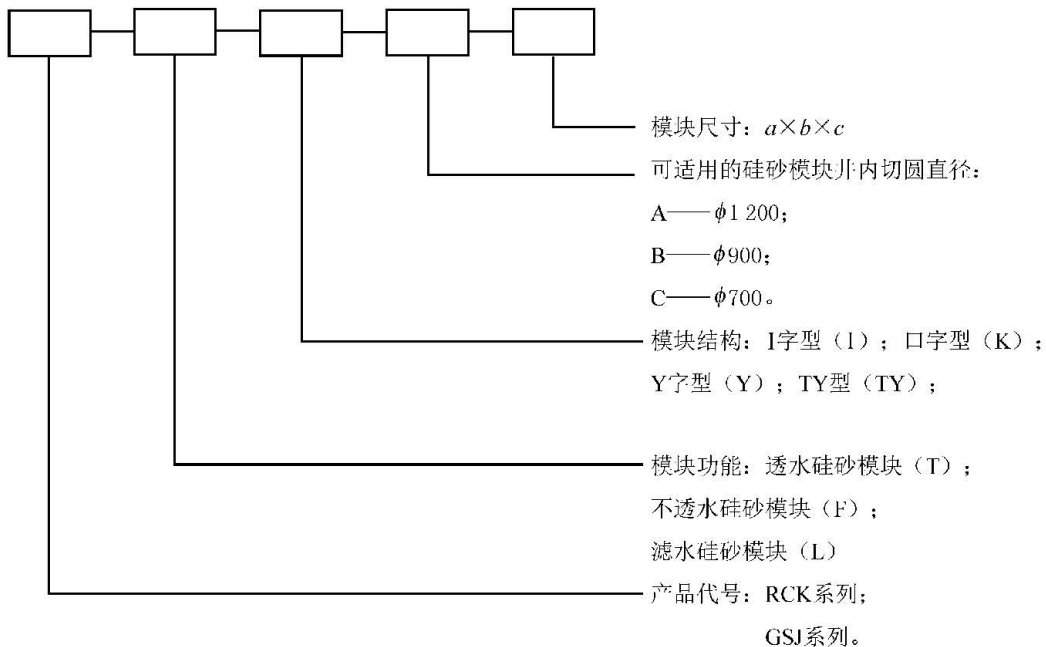 模块尺寸：a×b×c
可适用的硅砂模块井内切圆直径：
A——ϕ1 200；
B——ϕ900；
C——ϕ700。
模块结构：I字型（I）；口字型（K）；
Y字型（Y）；TY型（TY）；
模块功能：透水硅砂模块（T）；
不透水硅砂模块（F）；
滤水硅砂模块（L）
产品代号：RCK系列；
GSJ系列。